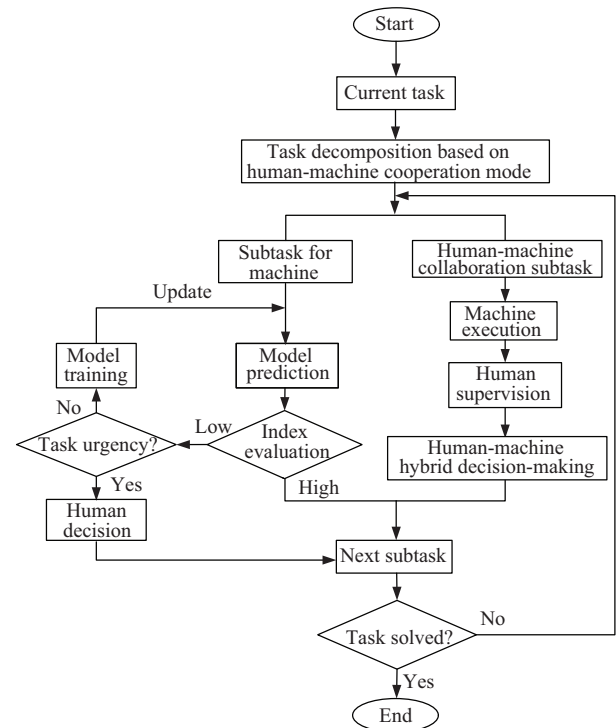 Start
Current task
Task decomposition based on
human-machine cooperation mode
Subtask for
machine
Human-machine
collaboration subtask
Update
Machine
execution
Model
training
Model
prediction
Human
supervision
No
Low
Task urgency?
Index
evaluation
Human-machine
hybrid decision-making
Yes
High
Human
decision
Next subtask
Task solved?
No
Yes
End